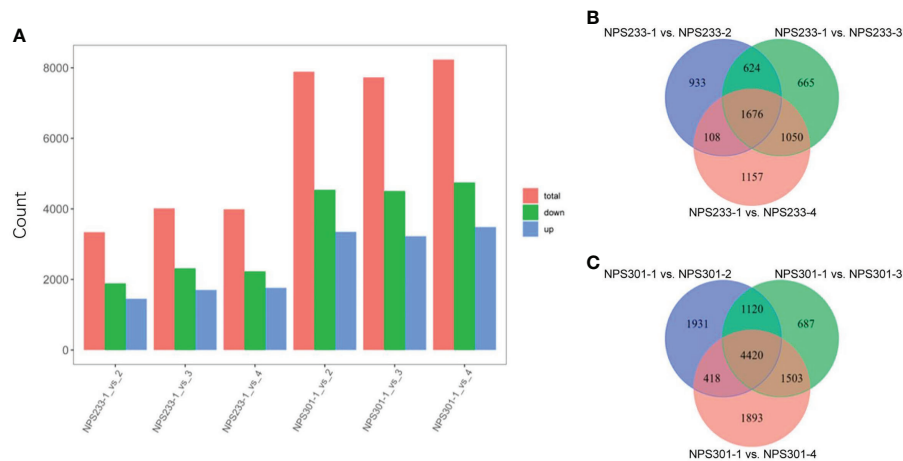 A
Count
8000
6000
4000
2000
0
NPS233-1_vs_2
NPS233-1_vs_3
NPS233-1_vs_4
NPS301-1_vs_2
NPS301-1_vs_3
NPS301-1_vs_4
total
down
up
B
NPS233-1 vs. NPS233-2
NPS233-1 vs. NPS233-3
933
624
665
1676
108
1050
1157
NPS233-1 vs. NPS233-4
C
NPS301-1 vs. NPS301-2
NPS301-1 vs. NPS301-3
1931
1120
687
4420
418
1503
1893
NPS301-1 vs. NPS301-4